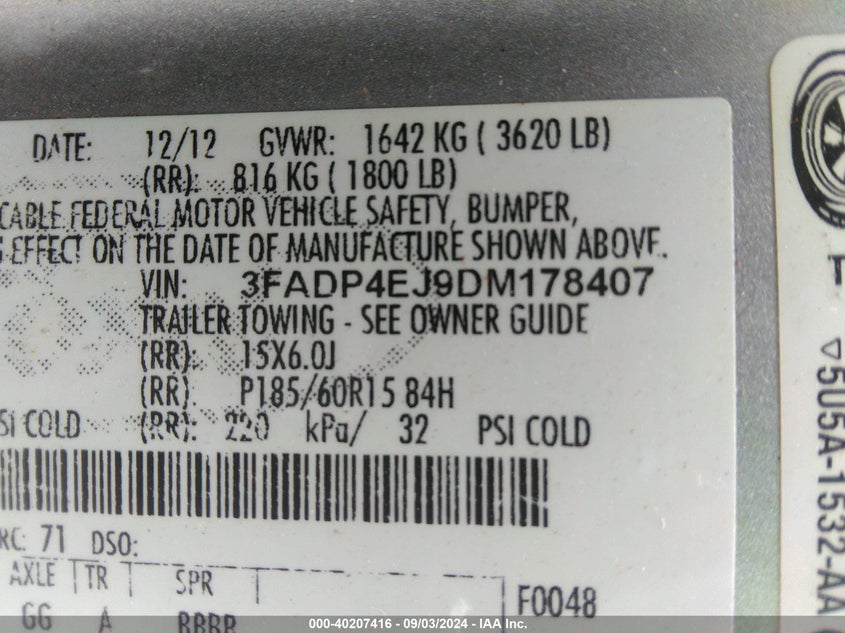 DATE: 12/12 GVWR: 1642 KG ( 3620 LB)
(RR): 816 KG ( 1800 LB)
CABLE FEDERAL MOTOR VEHICLE SAFETY, BUMPER,
EFFECT ON THE DATE OF MANUFACTURE SHOWN ABOVE.
VIN: 3FADP4EJ9DM178407
TRAILER TOWING - SEE OWNER GUIDE
(RR): 15X6.0J
(RR): P185/60R15 84H
SI COLD (RR): 220 kPa/ 32 PSI COLD
RC: 71 DSO:
AXLE TR SPR
GG A BBBB F0048
5U5A-1532-AA
000-40207416 - 09/03/2024 - IAA Inc.